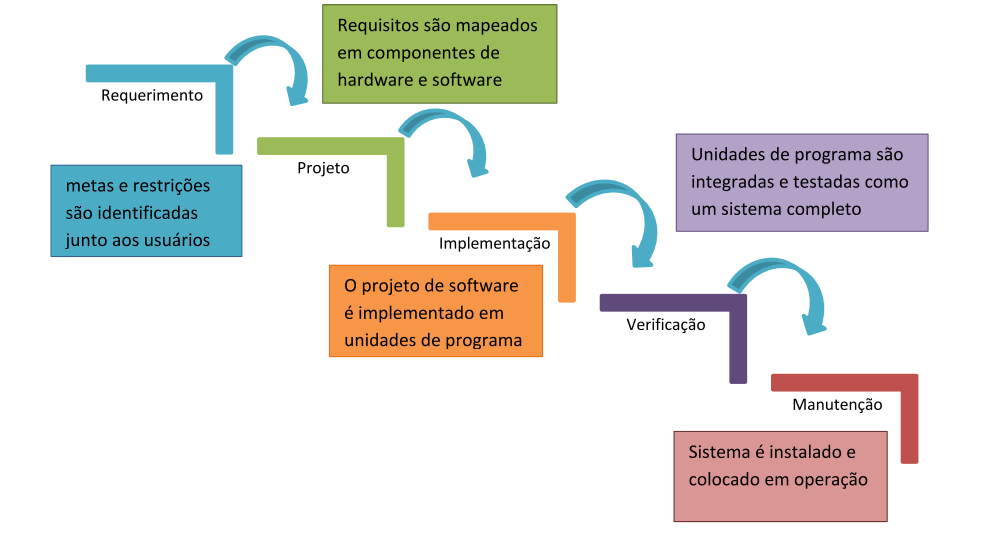 Requisitos são mapeados
em componentes de
hardware e software
Requerimento
metas e restrições
são identificadas
junto aos usuários
Projeto
Unidades de programa são
integradas e testadas como
um sistema completo
Implementação
O projeto de software
é implementado em
unidades de programa
Verificação
Manutenção
Sistema é instalado e
colocado em operação